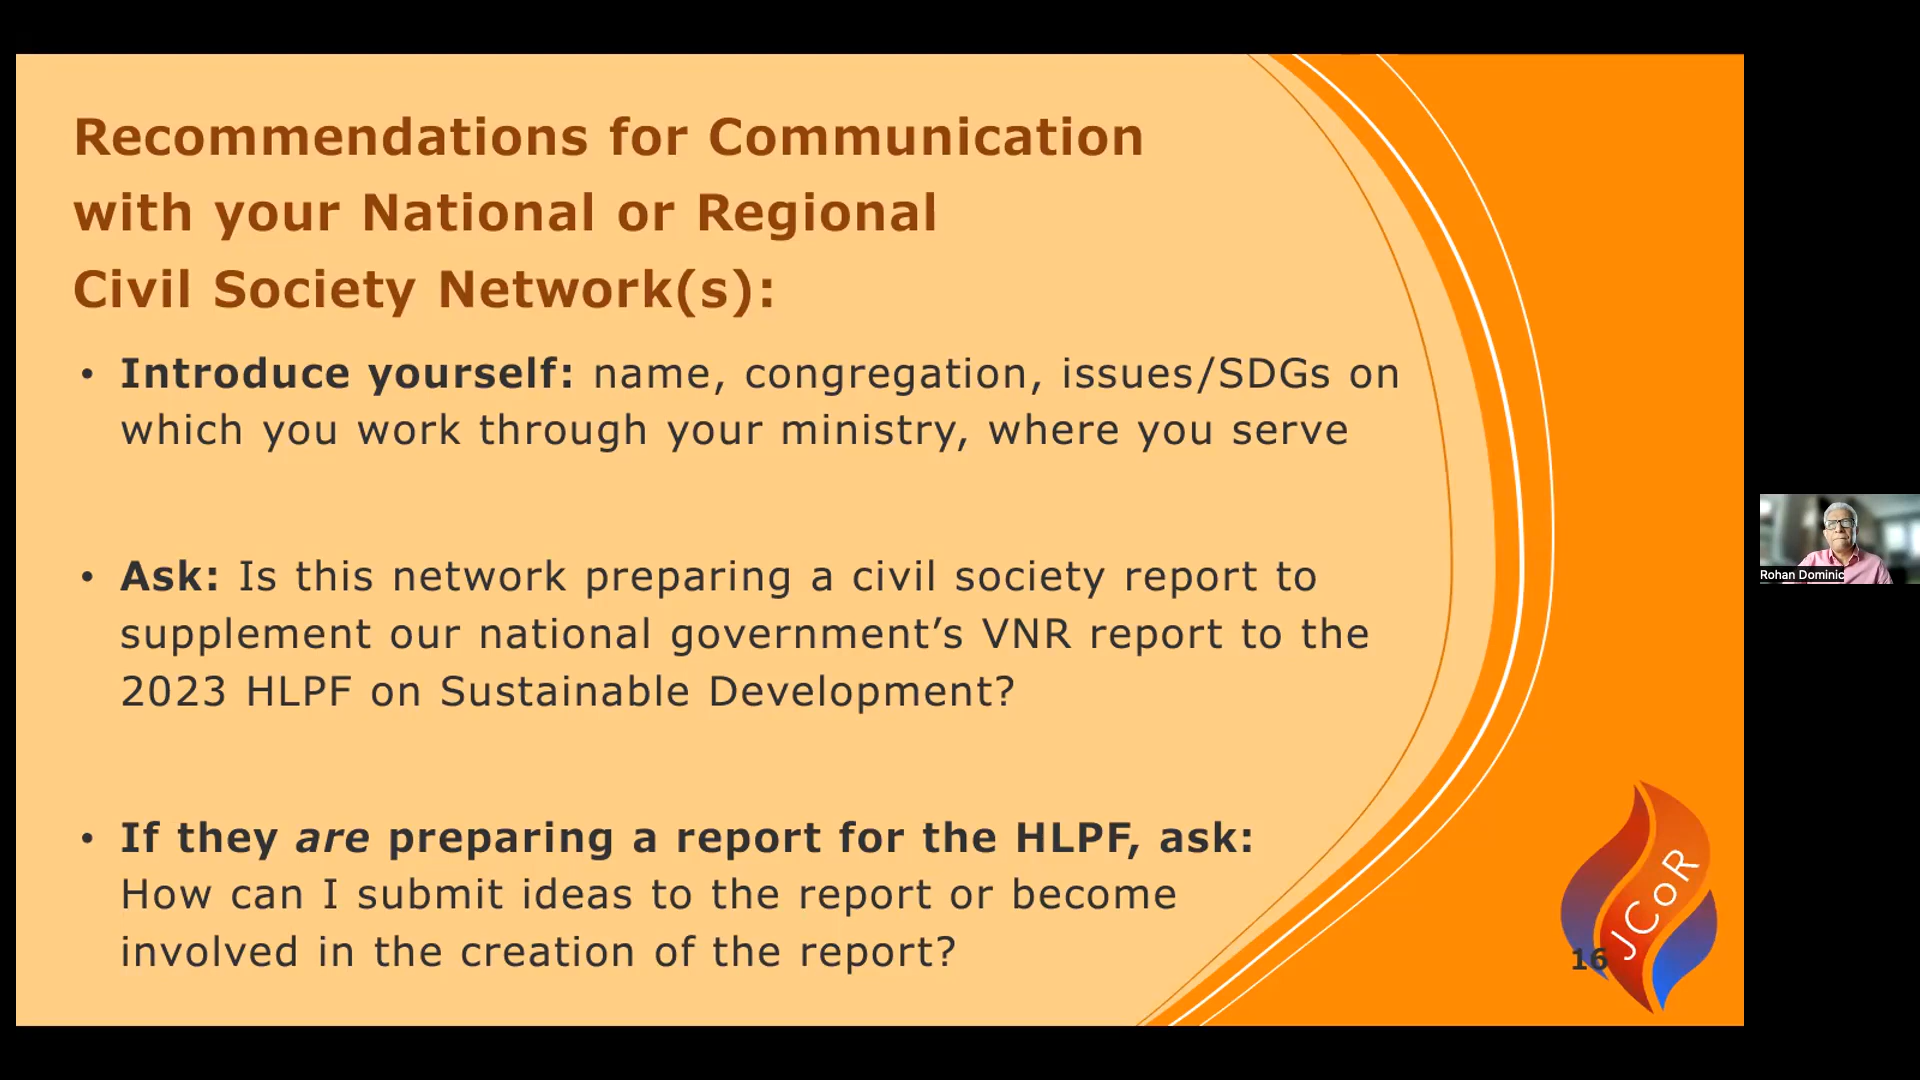 Recommendations for Communication
with your National or Regional
Civil Society Network(s):
• Introduce yourself: name, congregation, issues/SDGs on
which you work through your ministry, where you serve
• Ask: Is this network preparing a civil society report to
supplement our national government’s VNR report to the
2023 HLPF on Sustainable Development?
• If they are preparing a report for the HLPF, ask:
How can I submit ideas to the report or become
involved in the creation of the report?
JCoR
16
Rohan Dominic